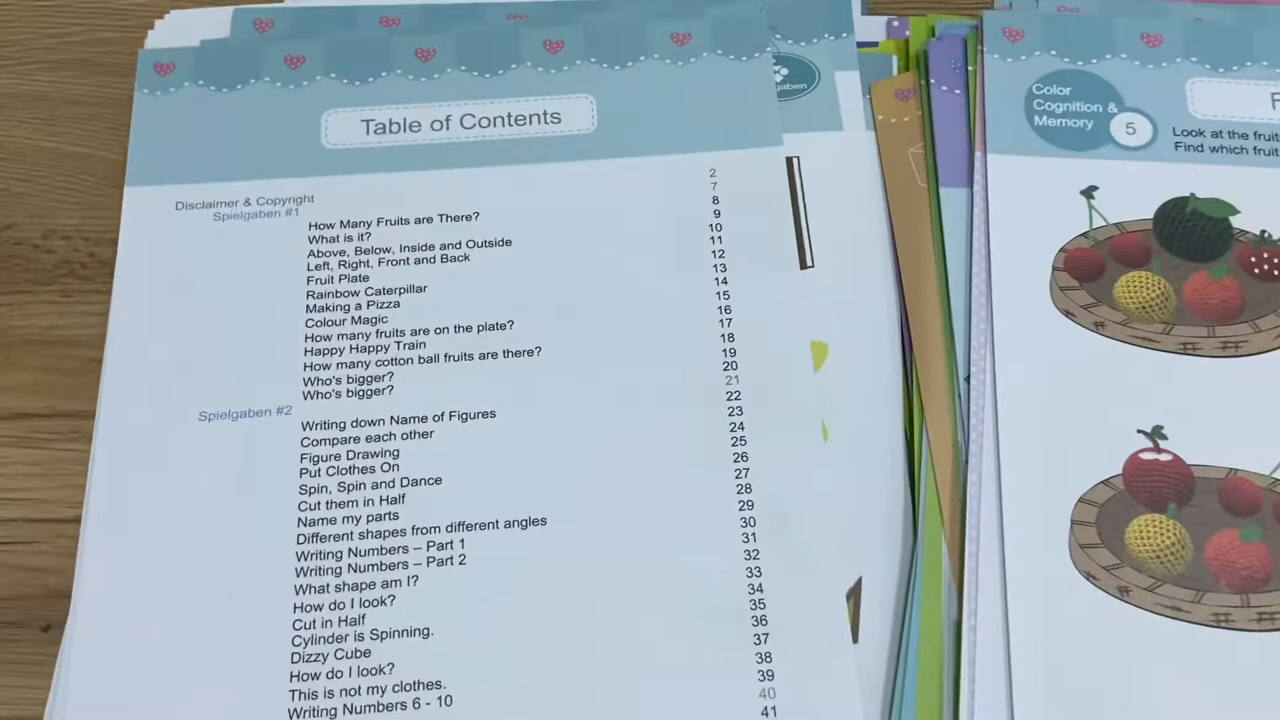 Table of Contents
Disclaimer & Copyright 2
Spielgaben #1 7
How Many Fruits are There? 8
What is it? 9
Above, Below, Inside and Outside 10
Left, Right, Front and Back 11
Fruit Plate 12
Rainbow Caterpillar 13
Making a Pizza 14
Colour Magic 15
How many fruits are on the plate? 16
Happy Happy Train 17
How many cotton ball fruits are there? 18
Who's bigger? 19
Who's bigger? 20
Spielgaben #2 21
Writing down Name of Figures 22
Compare each other 23
Figure Drawing 24
Put Clothes On 25
Spin, Spin and Dance 26
Cut them in Half 27
Name my parts 28
Different shapes from different angles 29
Writing Numbers – Part 1 30
Writing Numbers – Part 2 31
What shape am I? 32
How do I look? 33
Cut in Half 34
Cylinder is Spinning. 35
Dizzy Cube 36
How do I look? 37
This is not my clothes. 38
Writing Numbers 6 - 10 39
40
41
gaben
Color
Cognition &
Memory
5
Look at the
Find which